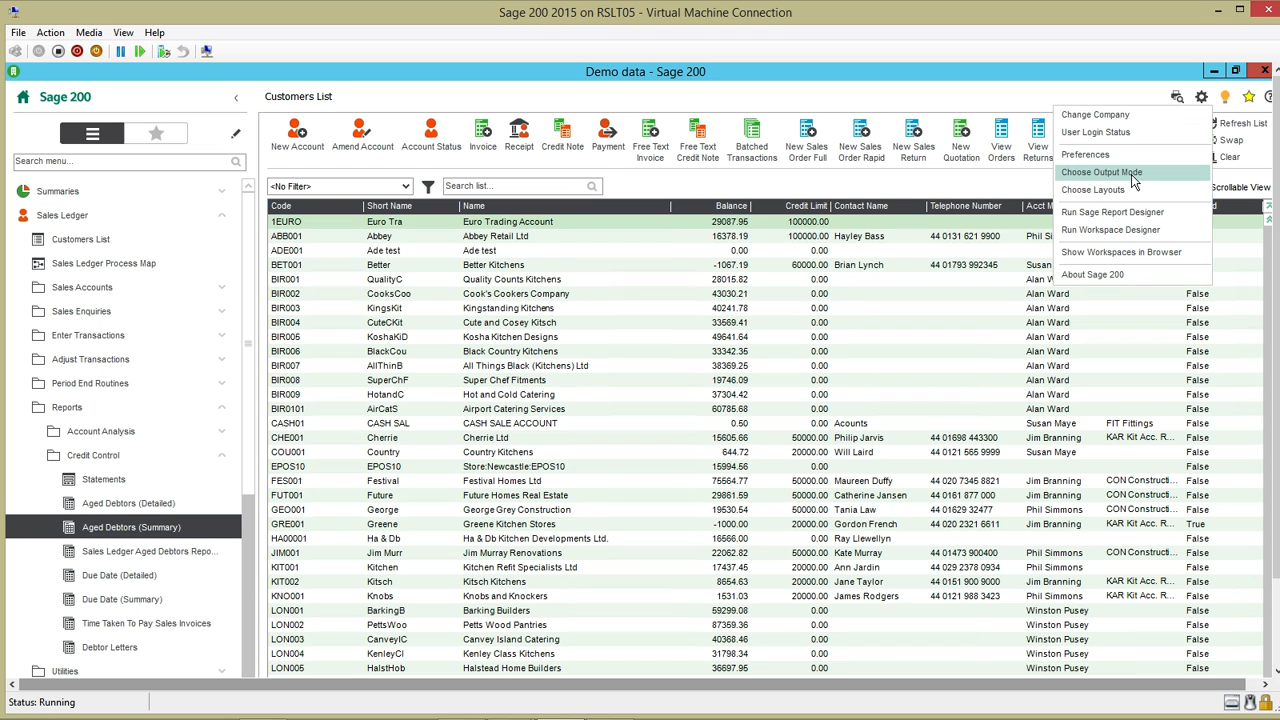 Sage 200 2015 on RSLT05 - Virtual Machine Connection
File Action Media View Help
Demo data - Sage 200
Sage 200
Search menu...
Summaries
Sales Ledger
Customers List
Sales Ledger Process Map
Sales Accounts
Sales Enquiries
Enter Transactions
Adjust Transactions
Period End Routines
Reports
Account Analysis
Credit Control
Statements
Aged Debtors (Detailed)
Aged Debtors (Summary)
Sales Ledger Aged Debtors Repo...
Due Date (Detailed)
Due Date (Summary)
Time Taken To Pay Sales Invoices
Debtor Letters
Utilities
Customers List
New Account Amend Account Account Status Invoice Receipt Credit Note Payment Free Text Invoice Free Text Credit Note Batched Transactions New Sales Order Full New Sales Order Rapid New Sales Return New Quotation View Orders View Returns
Refresh List
Swap
Clear
Change Company
User Login Status
Preferences
Choose Output Mode
Choose Layouts
Run Sage Report Designer
Run Workspace Designer
Show Workspaces in Browser
About Sage 200
<No Filter> Search list... Scrollable View
Code Short Name Name Balance Credit Limit Contact Name Telephone Number Acct M
1EURO Euro Tra Euro Trading Account 29087.95 100000.00
ABB001 Abbey Abbey Retail Ltd 16378.19 100000.00 Hayley Bass 44 0131 621 9900 Phil S
ADE001 Ade test Ade test 0.00 0.00
BET001 Better Better Kitchens -1067.19 60000.00 Brian Lynch 44 01793 992345 Susan
BIR001 QualityC QualityC Kitchens 28015.82 0.00 Alan Wa
BIR002 CooksCoo Cook's Cookers Company 43030.21 0.00 Alan Ward False
BIR003 KingsKit Kingstanding Kitchens 40241.78 0.00 Alan Ward False
BIR004 CuteCKit Cute and Cosey Kitsch 33569.41 0.00 Alan Ward False
BIR005 KoshaKiD Kosha Kitchen Designs 49641.64 0.00 Alan Ward False
BIR006 BlackCou Black Country Kitchens 33342.35 0.00 Alan Ward False
BIR007 AllThinB All Things Black (Kitchens) Ltd 38369.25 0.00 Alan Ward False
BIR008 SuperChF Super Chef Fitments 19746.09 0.00 Alan Ward False
BIR009 HotandC Hot and Cold Catering 37304.42 0.00 Alan Ward False
BIR0101 AirCatS Airport Catering Services 60785.68 0.00 Alan Ward False
CASH01 CASH SAL CASH SALE ACCOUNT 0.50 0.00 Acounts Susan Maye FIT Fittings False
CHE001 Cherrie Cherrie Ltd 15605.66 50000.00 Philip Jarvis 44 01698 443300 Jim Branning KAR Kit Acc. R... False
COU001 Country Country Kitchens 644.72 20000.00 Will Laird 44 0121 565 9999 Susan Maye False
EPOS10 EPOS10 Store:Newcastle:EPOS10 15994.56 0.00 False
FES001 Festival Festival Homes Ltd 75564.77 50000.00 Maureen Duffy 44 020 7345 8821 Jim Branning CON Constructi... False
FUT001 Future Future Homes Real Estate 29861.59 50000.00 Catherine Jansen 44 0161 877 000 Jim Branning KAR Kit Acc. R... False
GEO001 George George Grey Construction 19530.54 50000.00 Tania Law 44 01629 32477 Phil Simmons CON Constructi... False
GRE001 Greene Greene Kitchen Stores -1000.00 20000.00 Gordon French 44 020 2321 6611 Jim Branning KAR Kit Acc. R... True
HA00001 Ha & Db Ha & Db Kitchen Developments Ltd. 16566.00 0.00 Ray Llewellyn False
JIM001 Jim Murr Jim Murray Renovations 22062.82 50000.00 Kate Murray 44 01473 900400 Phil Simmons CON Constructi... False
KIT001 Kitchen Kitchen Refit Specialists Ltd 17437.45 50000.00 Ann Jardin 44 029 2378 0934 Phil Simmons False
KIT002 Kitsch Kitsch Kitchens 8654.63 20000.00 Jane Taylor 44 0151 900 9000 Jim Branning KAR Kit Acc. R... False
KNO001 Knobs Knobs and Knockers 1531.03 20000.00 James Rodgers 44 0121 988 3423 Phil Simmons KAR Kit Acc. R... False
LON001 BarkingB Barking Builders 59299.08 0.00 Winston Pusey False
LON002 PettsWoo Petts Wood Pantries 87359.36 0.00 Winston Pusey False
LON003 CanveyIC Canvey Island Catering 40368.46 0.00 Winston Pusey False
LON004 KenleyCl Kenley Class Kitchens 31798.34 0.00 Winston Pusey False
LON005 HalstHob Halstead Home Builders 36697.95 0.00 Winston Pusey False
Status: Running